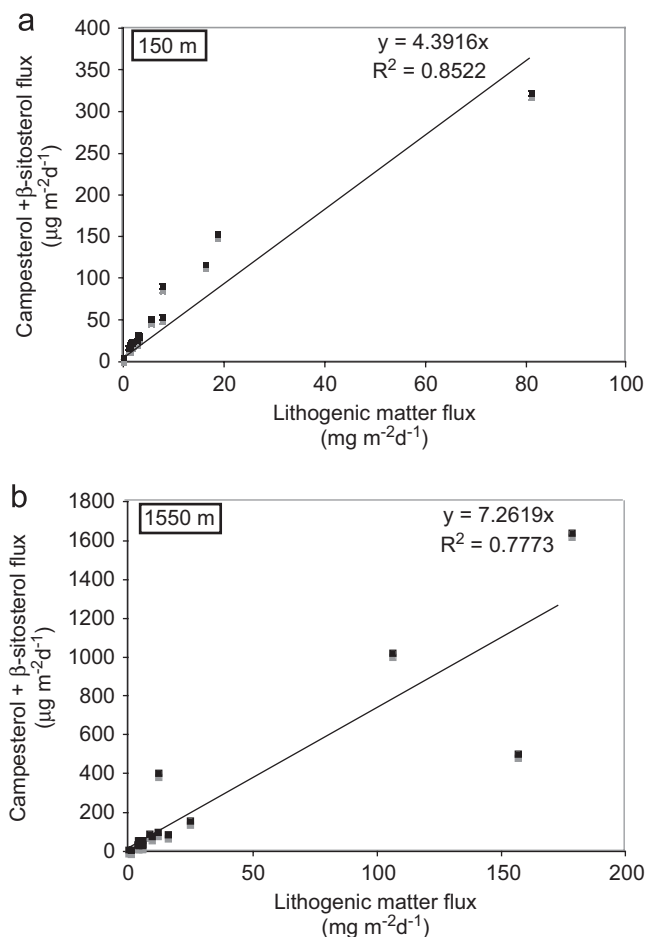 a
150 m
y = 4.3916x
R² = 0.8522
400
350
300
250
200
150
100
50
0
Campesterol +β-sitosterol flux
(μg m⁻²d⁻¹)
0 20 40 60 80 100
Lithogenic matter flux
(mg m⁻²d⁻¹)
b
1550 m
y = 7.2619x
R² = 0.7773
1800
1600
1400
1200
1000
800
600
400
200
0
Campesterol + β-sitosterol flux
(μg m⁻²d⁻¹)
0 50 100 150 200
Lithogenic matter flux
(mg m⁻²d⁻¹)